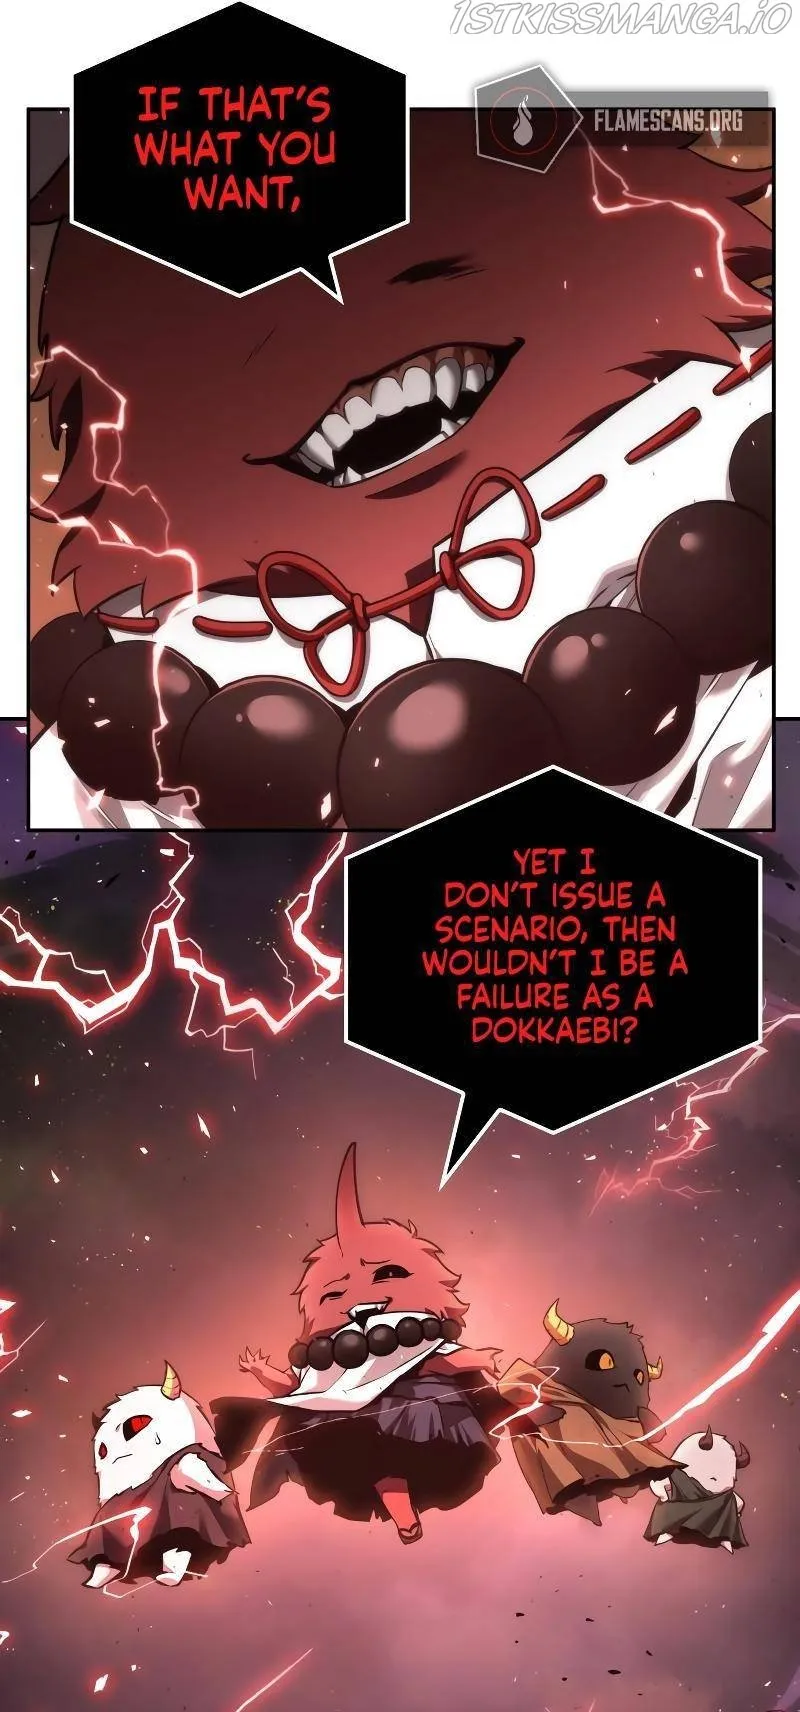 1STKISSMANGA.IO
FLAMESCANS.ORG
IF THAT'S
WHAT YOU
WANT,
YET I
DON'T ISSUE A
SCENARIO, THEN
WOULDN'T I BE A
FAILURE AS A
DOKKAEBI?